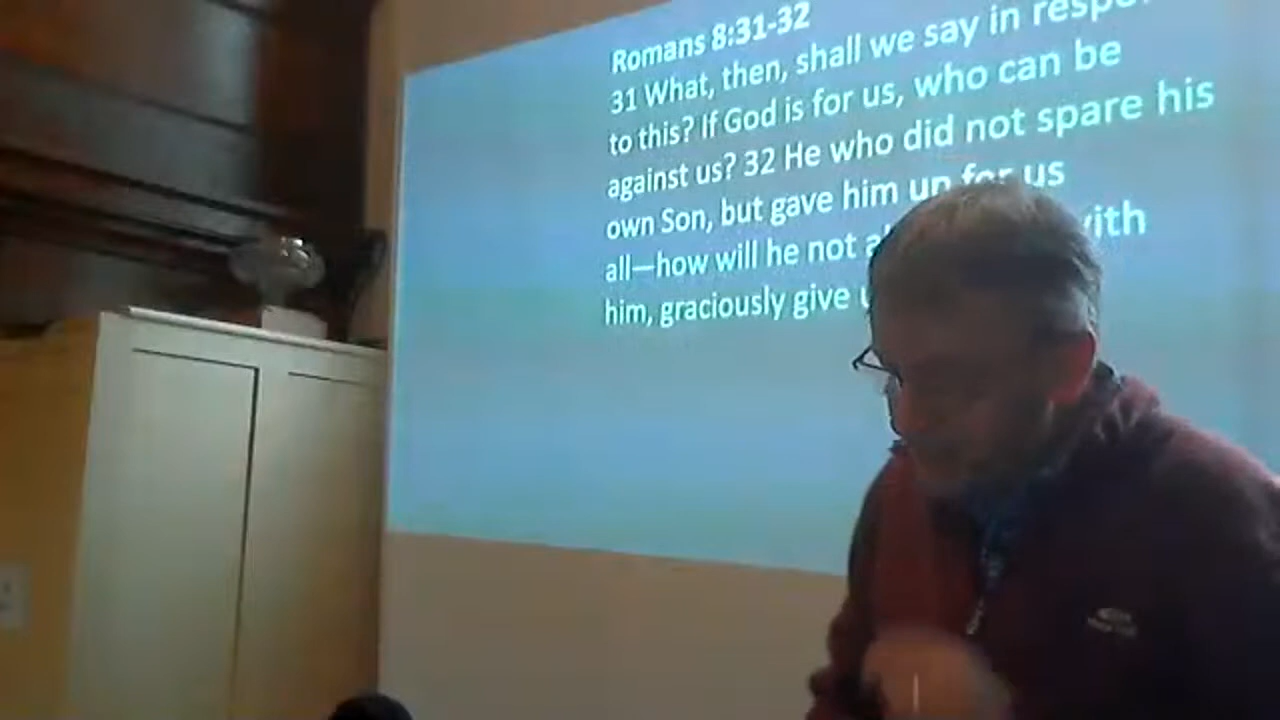 Romans 8:31-32
31 What, then, shall we say in
to this? If God is for us, who can be
against us? 32 He who did not spare his
own Son, but gave him up for us
all—how will he not
him, graciously give